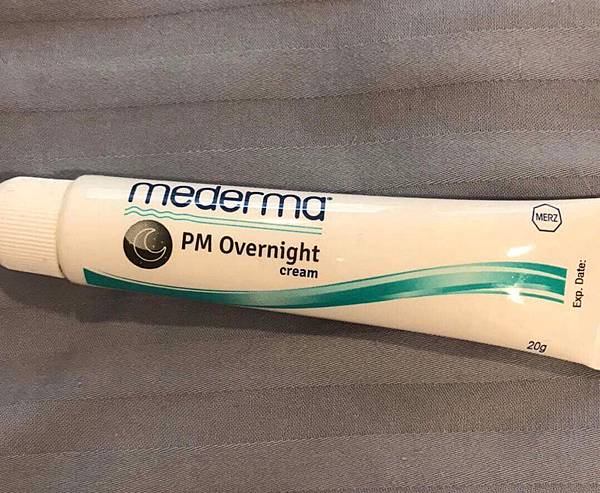 mederma
PM Overnight
cream
MERZ
Exp. Date:
20g